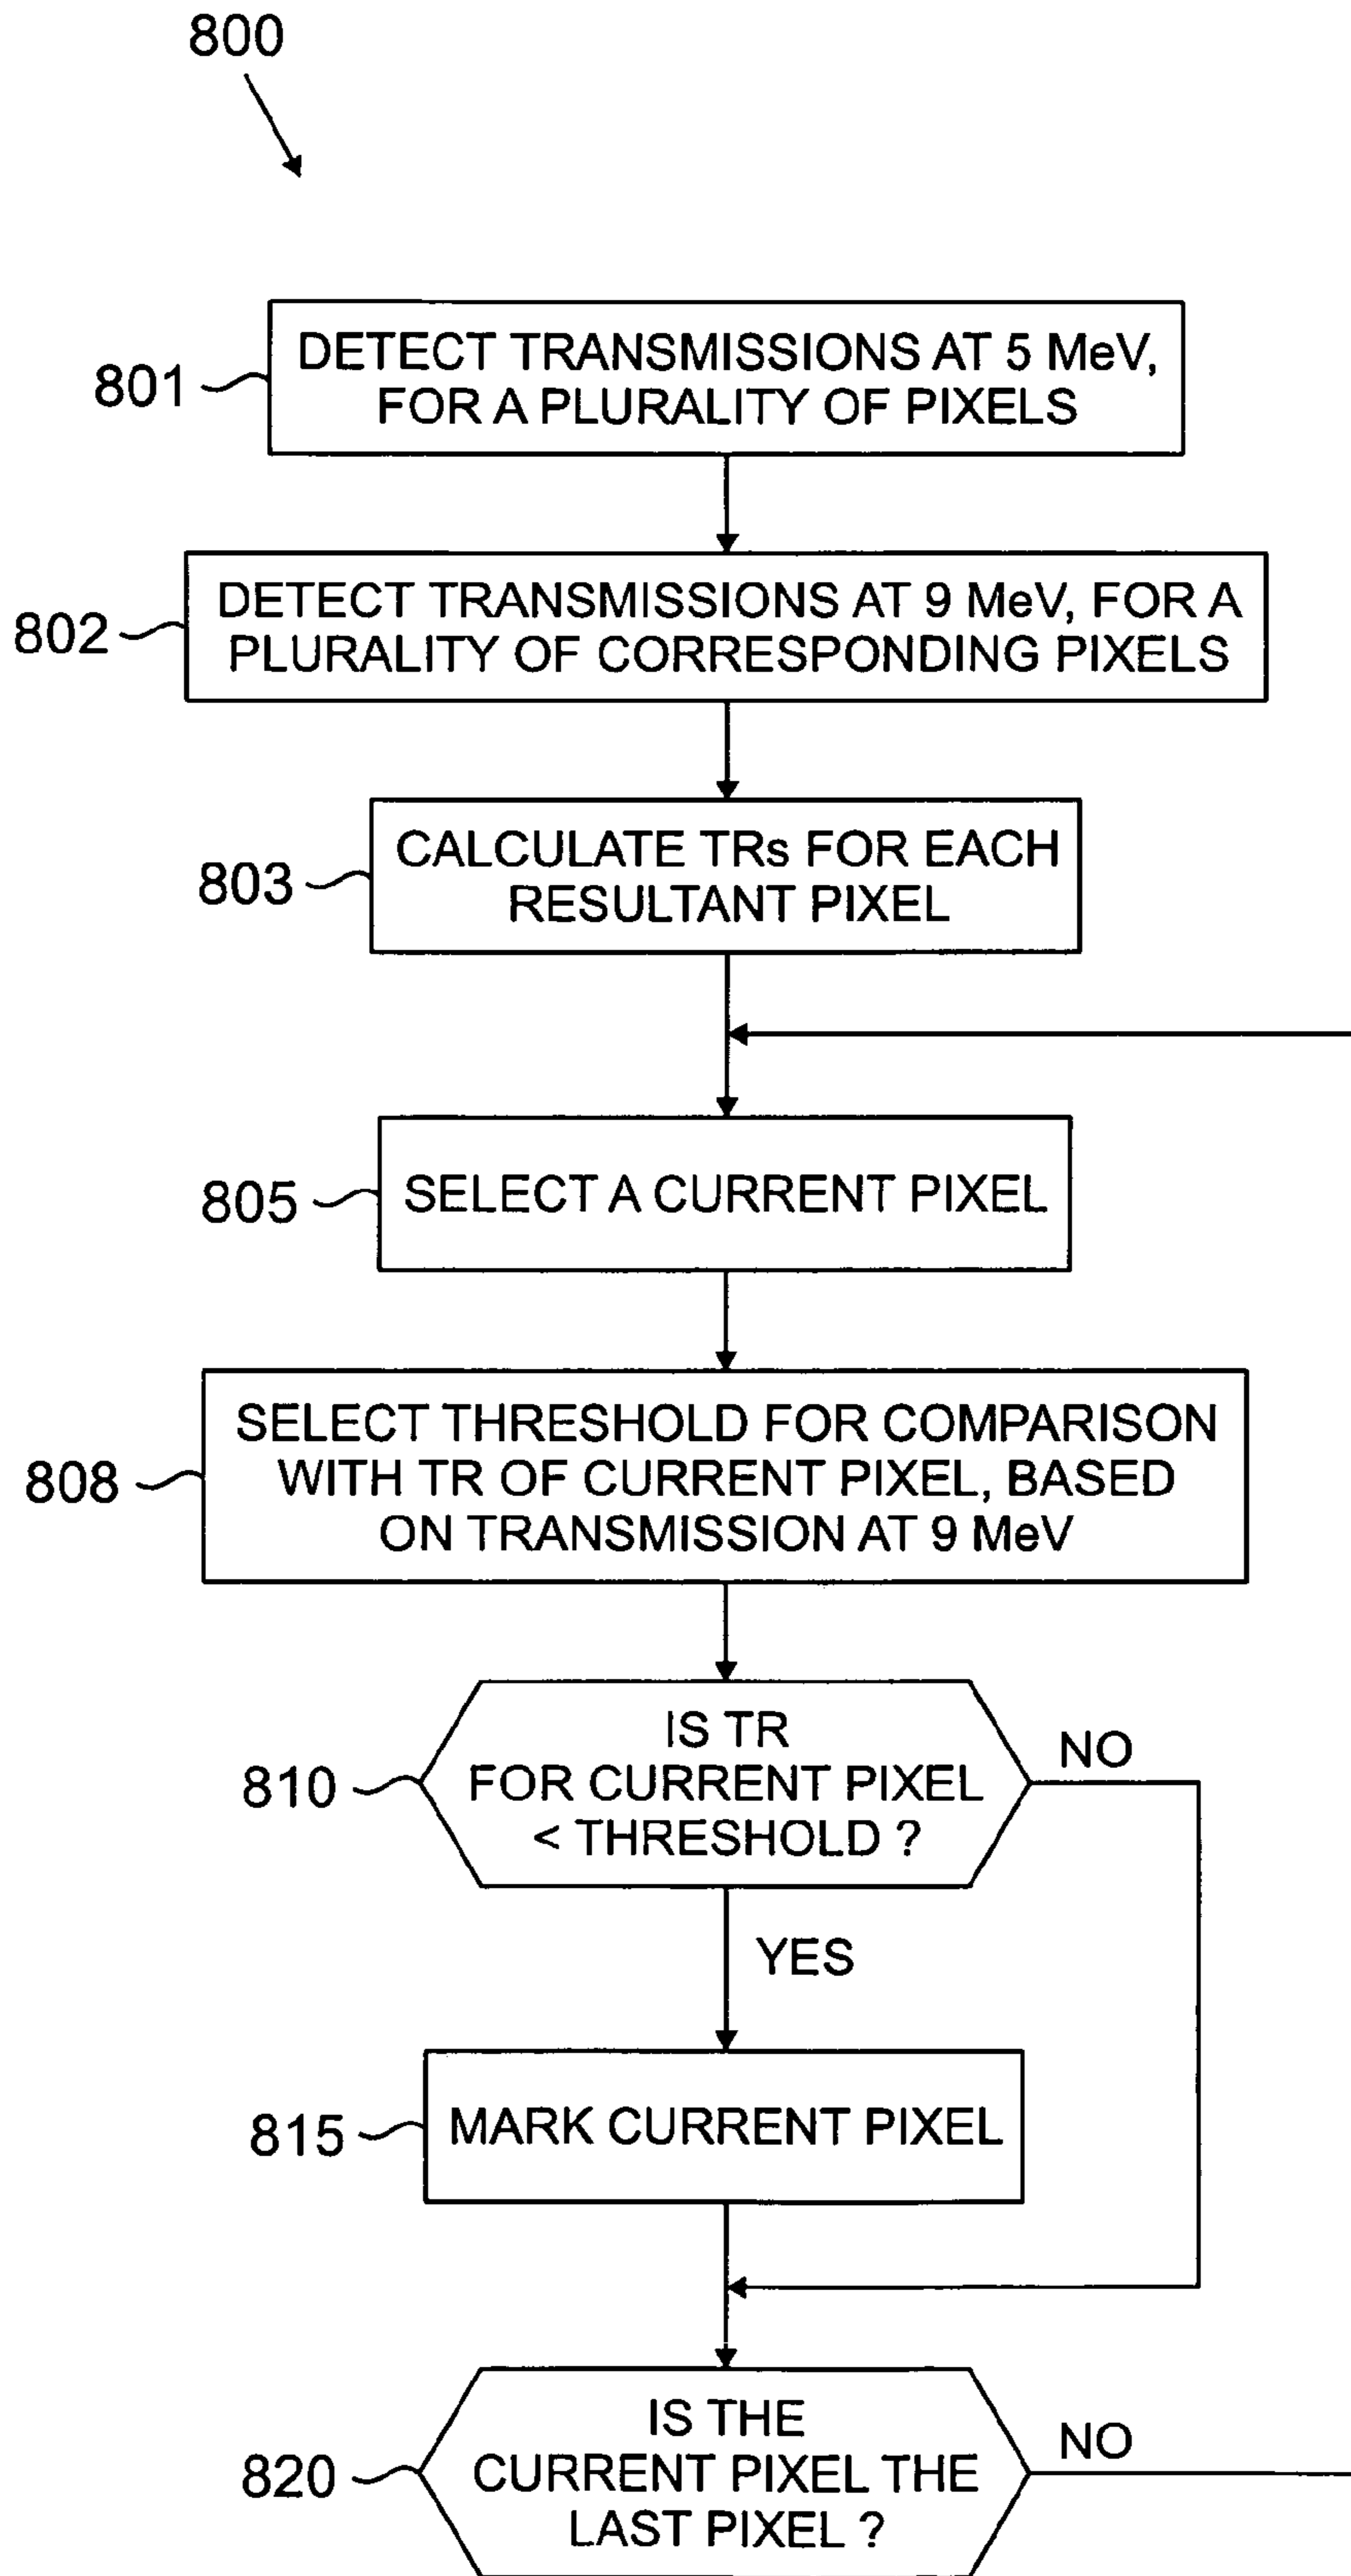 800
801
DETECT TRANSMISSIONS AT 5 MeV,
FOR A PLURALITY OF PIXELS
802
DETECT TRANSMISSIONS AT 9 MeV, FOR A
PLURALITY OF CORRESPONDING PIXELS
803
CALCULATE TRs FOR EACH
RESULTANT PIXEL
805
SELECT A CURRENT PIXEL
808
SELECT THRESHOLD FOR COMPARISON
WITH TR OF CURRENT PIXEL, BASED
ON TRANSMISSION AT 9 MeV
810
IS TR
FOR CURRENT PIXEL
< THRESHOLD ?
NO
YES
815
MARK CURRENT PIXEL
820
IS THE
CURRENT PIXEL THE
LAST PIXEL ?
NO